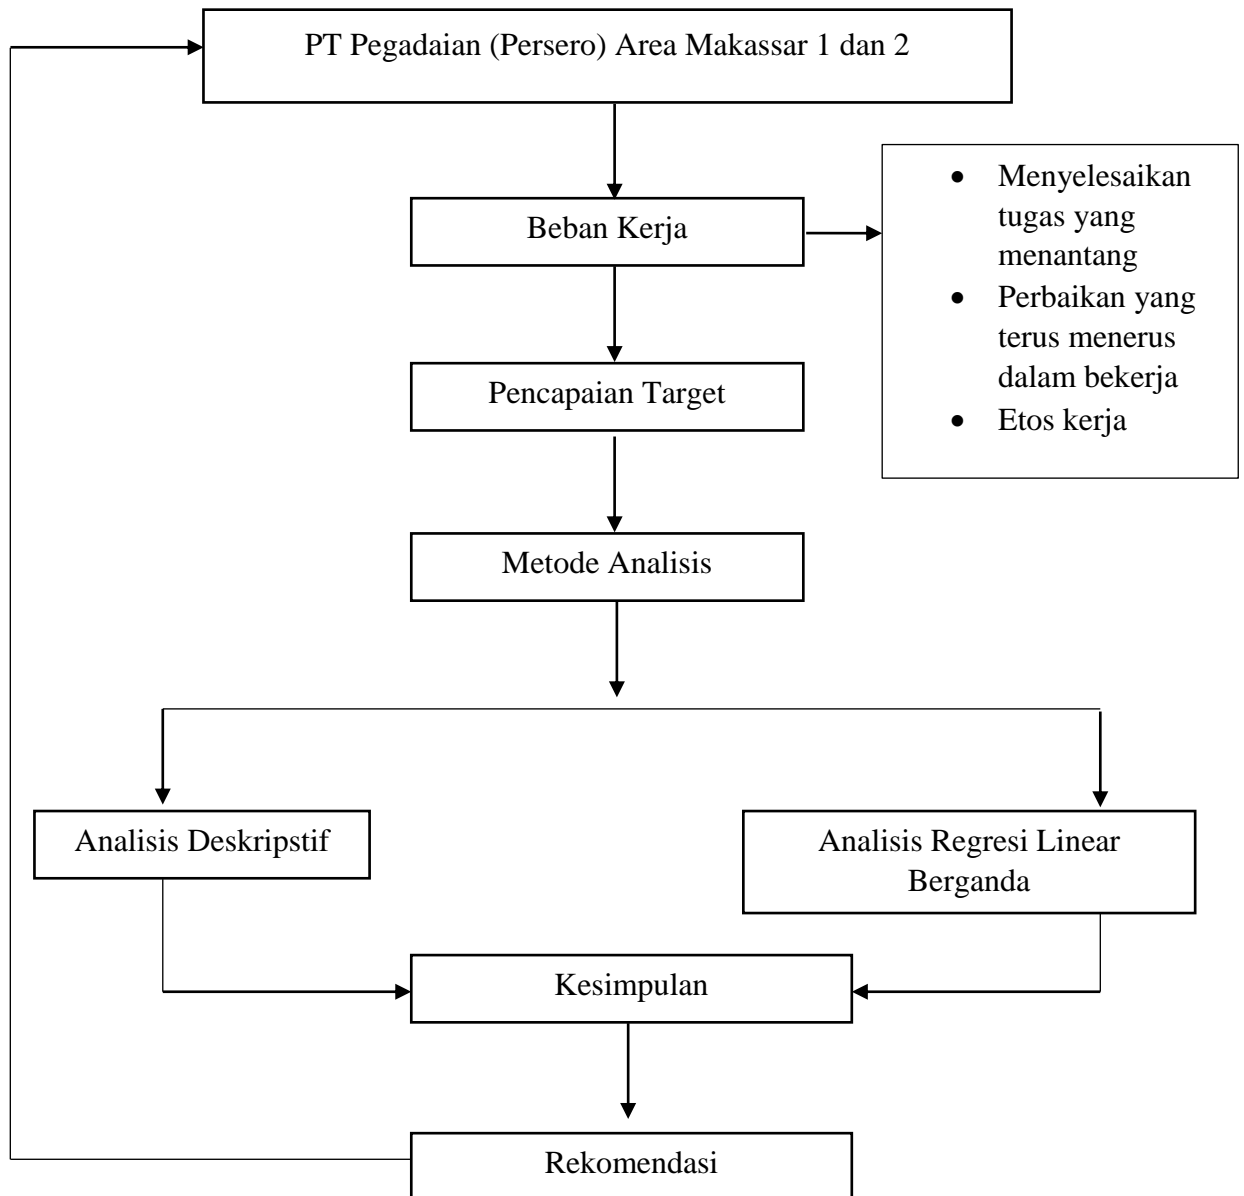 PT Pegadaian (Persero) Area Makassar 1 dan 2
Beban Kerja
• Menyelesaikan
tugas yang
menantang
• Perbaikan yang
terus menerus
dalam bekerja
• Etos kerja
Pencapaian Target
Metode Analisis
Analisis Deskripstif
Analisis Regresi Linear
Berganda
Kesimpulan
Rekomendasi